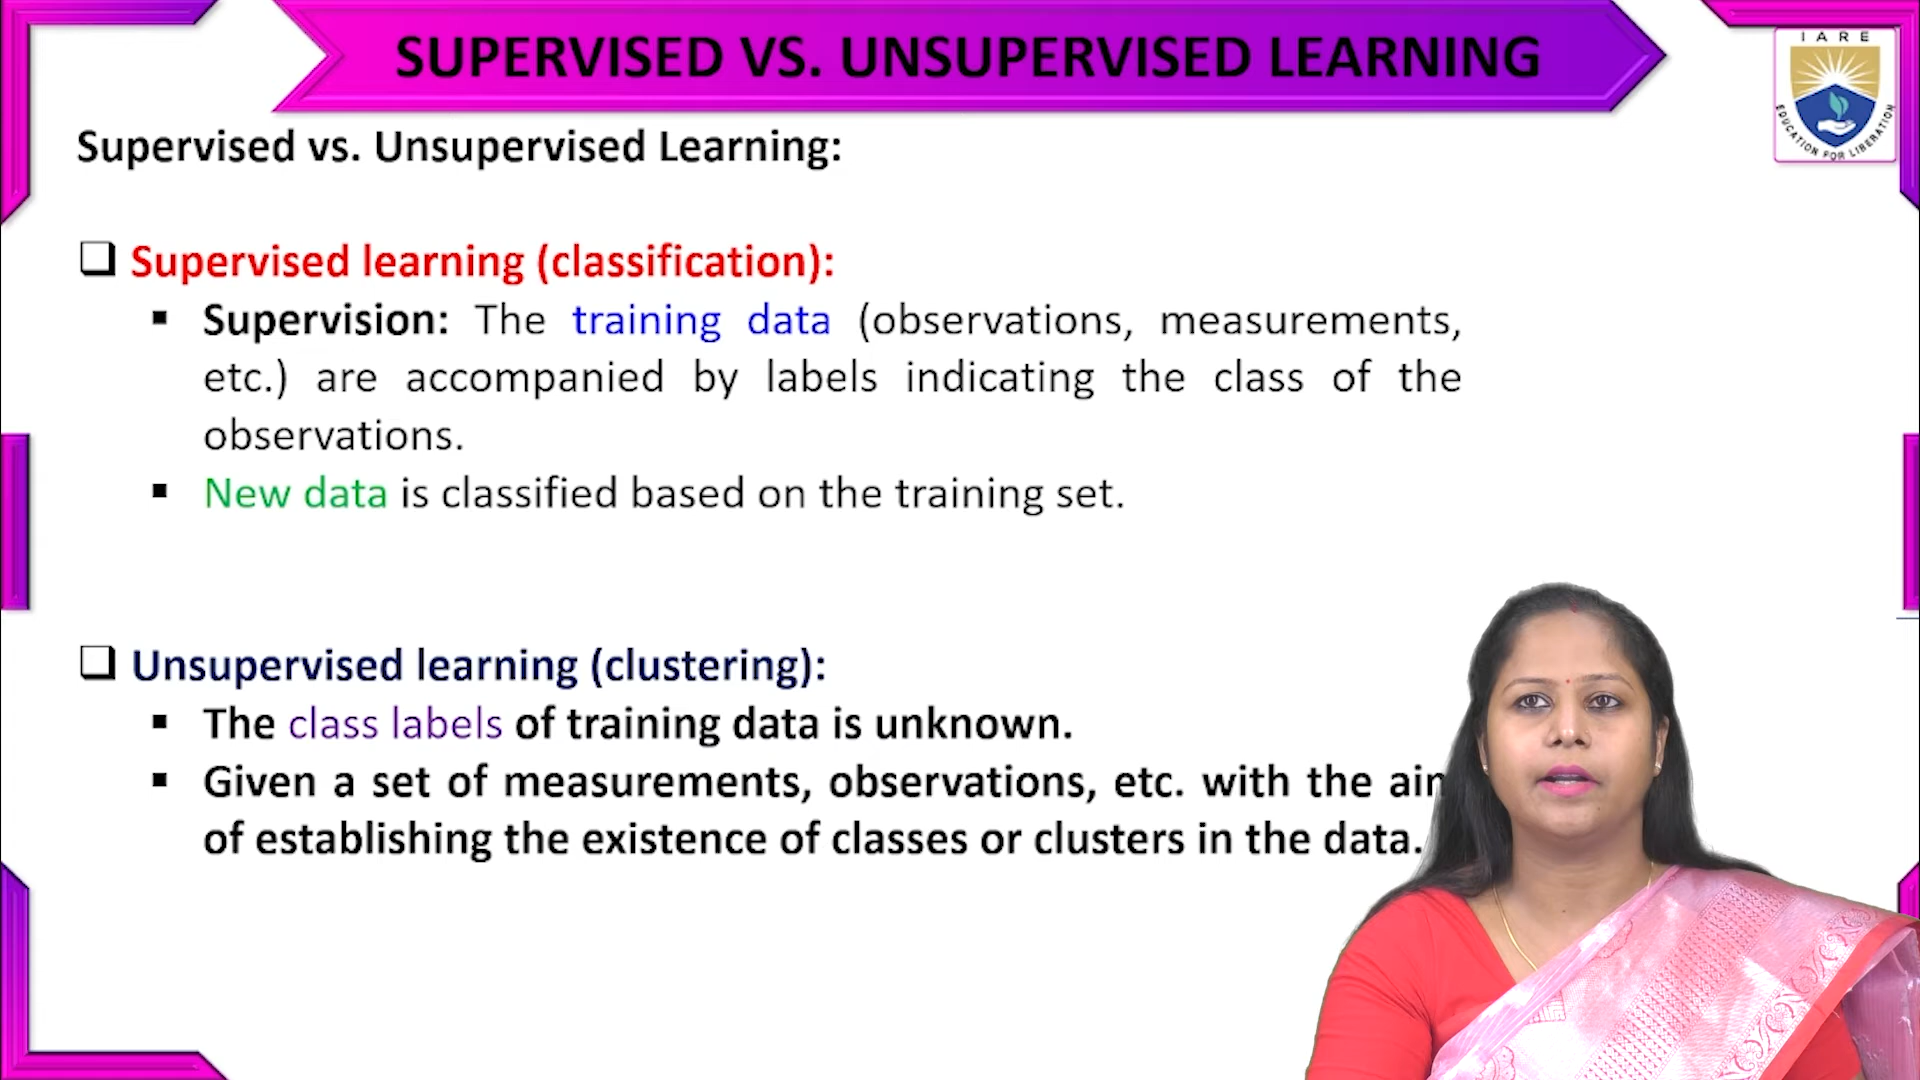 SUPERVISED VS. UNSUPERVISED LEARNING
IARE
EDUCATION FOR LIBERATION
Supervised vs. Unsupervised Learning:
❑ Supervised learning (classification):
▪ Supervision: The training data (observations, measurements,
etc.) are accompanied by labels indicating the class of the
observations.
▪ New data is classified based on the training set.
❑ Unsupervised learning (clustering):
▪ The class labels of training data is unknown.
▪ Given a set of measurements, observations, etc. with the
of establishing the existence of classes or clusters in the data.